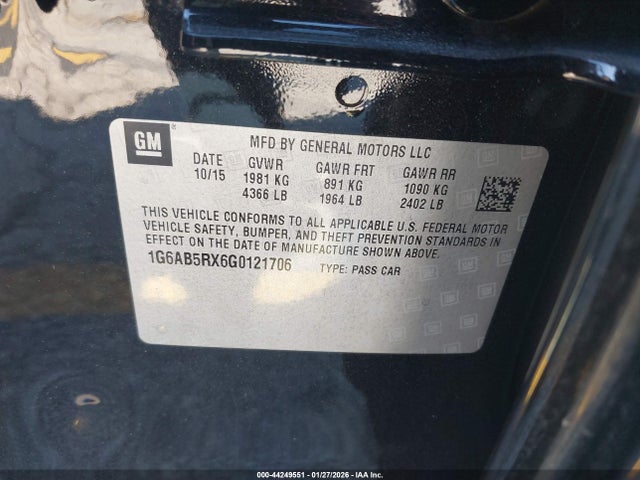 GM
MFD BY GENERAL MOTORS LLC
DATE GVWR GAWR FRT GAWR RR
10/15 1981 KG 891 KG 1090 KG
4366 LB 1964 LB 2402 LB
THIS VEHICLE CONFORMS TO ALL APPLICABLE U.S. FEDERAL MOTOR
VEHICLE SAFETY, BUMPER, AND THEFT PREVENTION STANDARDS IN
EFFECT ON THE DATE OF MANUFACTURE SHOWN ABOVE.
1G6AB5RX6G0121706 TYPE: PASS CAR
000-44249551 - 01/27/2026 - Copyright © 2026 IAA, Inc.